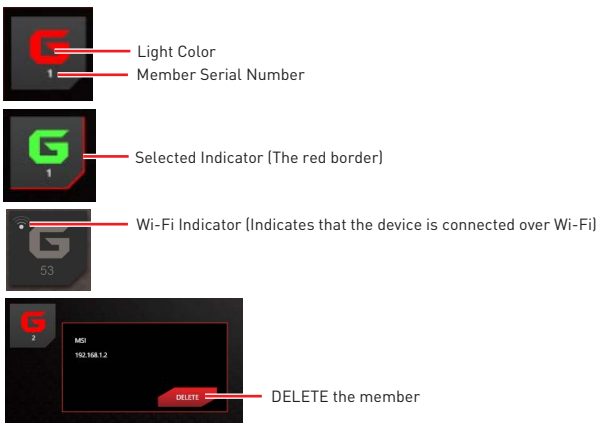 G
Light Color
1
Member Serial Number
G
1
Selected Indicator (The red border)
Wi-Fi Indicator (Indicates that the device is connected over Wi-Fi)
G
53
G
2
MSI
192.168.1.2
DELETE
DELETE the member